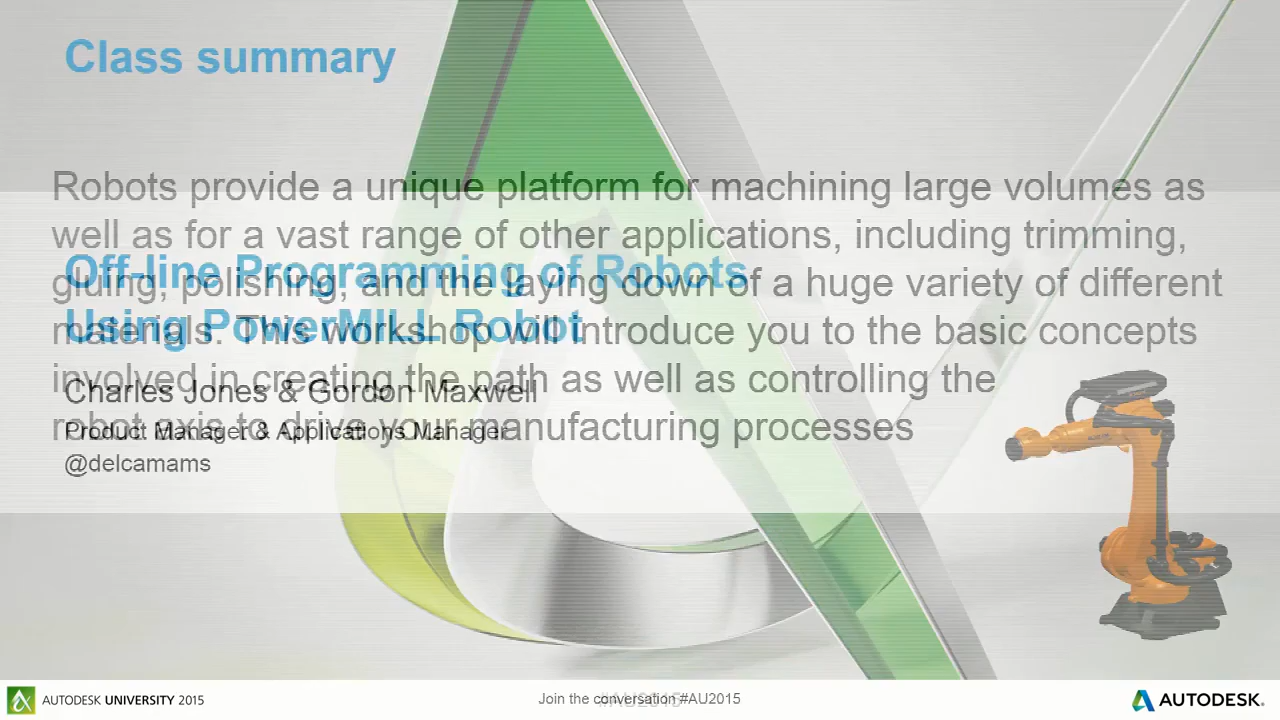 Class summary
Robots provide a unique platform for machining large volumes as
well as for a vast range of other applications, including trimming,
gluing, polishing, and the laying down of a huge variety of different
materials. This workshop will introduce you to the basic concepts
involved in creating the path as well as controlling the
robot axis to drive your manufacturing processes
Off-line Programming of Robots
Using PowerMILL Robot
Charles Jones & Gordon Maxwell
Product Manager & Applications Manager
@delcamams
AUTODESK UNIVERSITY 2015
Join the conversation #AU2015
#AU2015
AUTODESK.